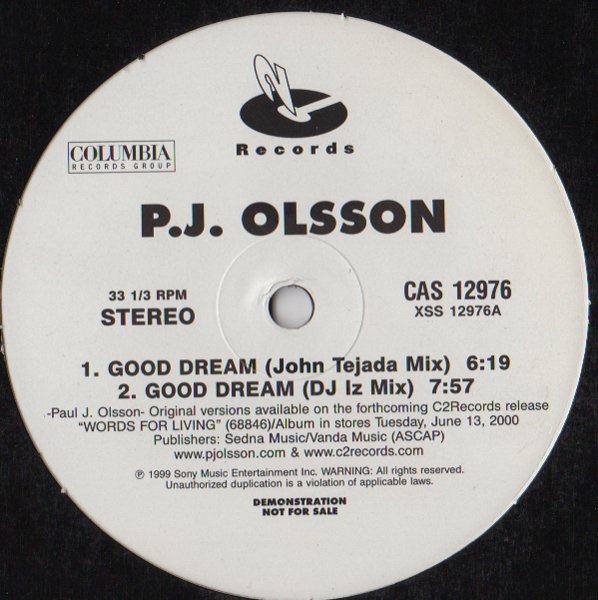 Records
COLUMBIA
RECORDS GROUP
P.J. OLSSON
33 1/3 RPM
STEREO
CAS 12976
XSS 12976A
1. GOOD DREAM (John Tejada Mix) 6:19
2. GOOD DREAM (DJ Iz Mix) 7:57
-Paul J. Olsson- Original versions available on the forthcoming C2Records release
“WORDS FOR LIVING” (68846)/Album in stores Tuesday, June 13, 2000
Publishers: Sedna Music/Vanda Music (ASCAP)
www.pjolsson.com & www.c2records.com
℗ 1999 Sony Music Entertainment Inc. WARNING: All rights reserved.
Unauthorized duplication is a violation of applicable laws.
DEMONSTRATION
NOT FOR SALE